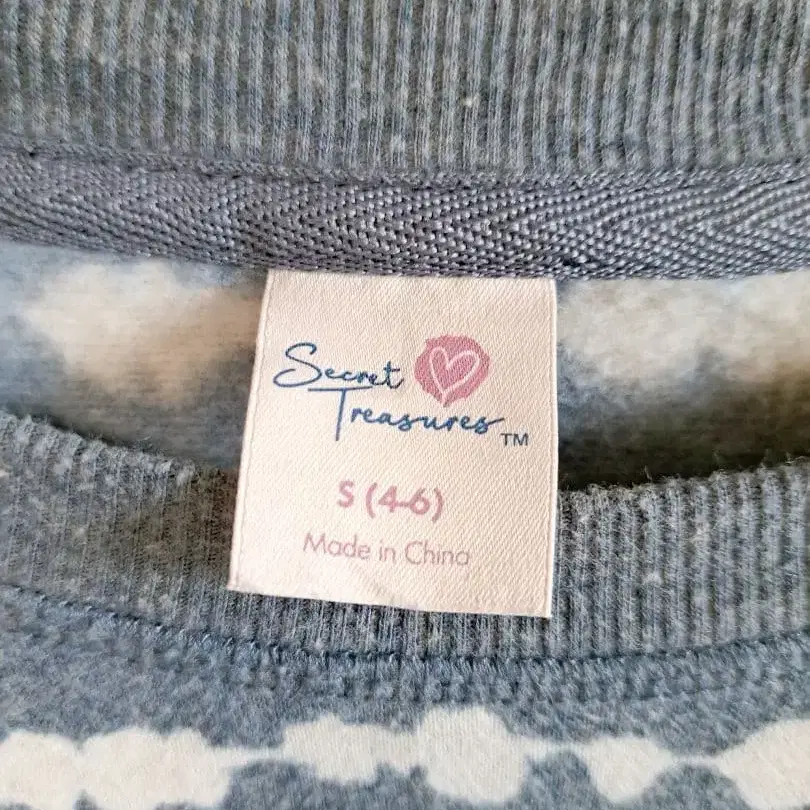 Secret
Treasures™
S (4-6)
Made in China